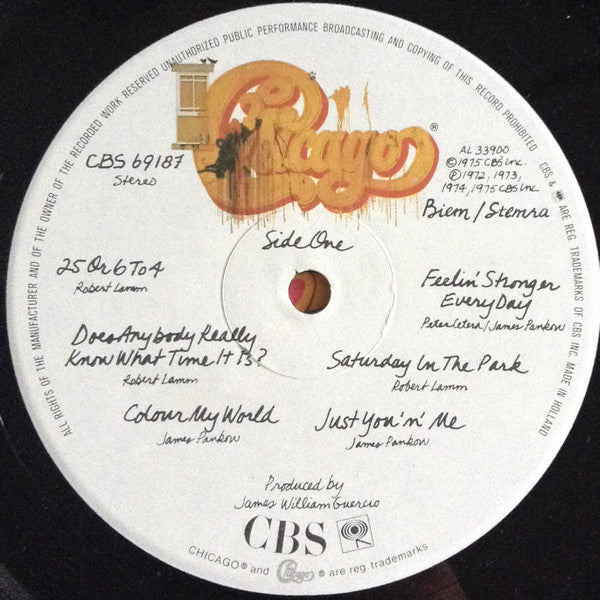 ALL RIGHTS OF THE MANUFACTURER AND OF THE OWNER OF THE RECORDED WORK RESERVED UNAUTHORIZED PUBLIC PERFORMANCE BROADCASTING AND COPYING OF THIS RECORD PROHIBITED CBS & ARE REG. TRADEMARKS OF CBS INC. MADE IN HOLLAND
Chicago®
CBS 69187
Stereo
AL 33900
©1975 CBS Inc.
℗1972, 1973,
1974, 1975 CBS Inc.
Biem/Stemra
Side One
25 Or 6 To 4
Robert Lamm
Does Anybody Really
Know What Time It Is?
Robert Lamm
Colour My World
James Pankow
Feelin' Stronger
Every Day
Peter Cetera/James Pankow
Saturday In The Park
Robert Lamm
Just You 'n' Me
James Pankow
Produced by
James William Guercio
CBS
CHICAGO® and Chicago ® are reg. trademarks